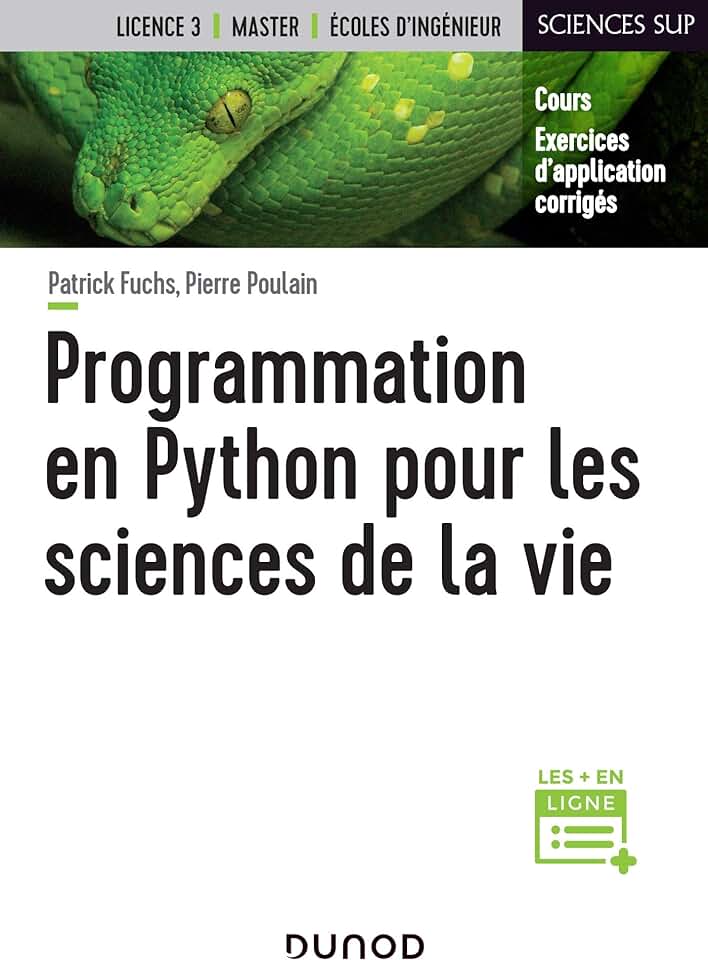 LICENCE 3 | MASTER | ÉCOLES D'INGÉNIEUR
SCIENCES SUP
Cours
Exercices
d'application
corrigés
Patrick Fuchs, Pierre Poulain
Programmation
en Python pour les
sciences de la vie
LES + EN
LIGNE
DUNOD